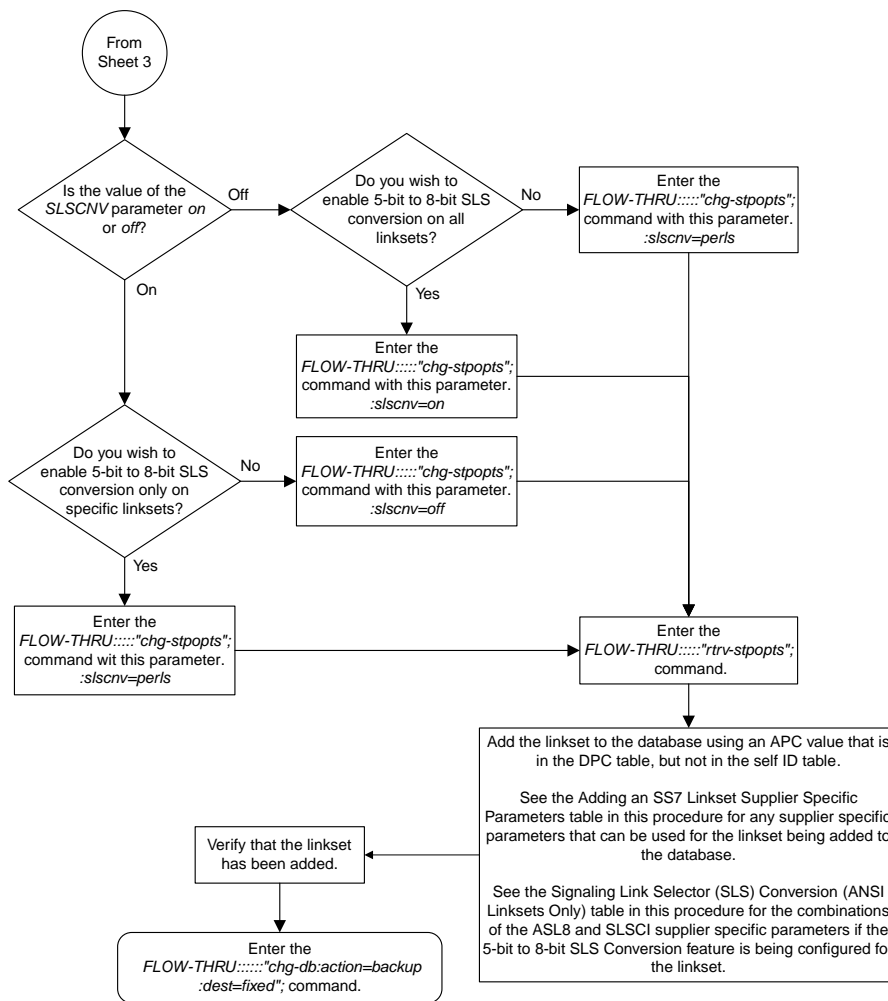 From
Sheet 3
Is the value of the
SLSCNV parameter on
or off?
Off
On
Do you wish to
enable 5-bit to 8-bit SLS
conversion on all
linksets?
No
Yes
Enter the
FLOW-THRU:::::"chg-stpopts";
command with this parameter.
:slscnv=perls
Enter the
FLOW-THRU:::::"chg-stpopts";
command with this parameter.
:slscnv=on
Do you wish to
enable 5-bit to 8-bit SLS
conversion only on
specific linksets?
No
Yes
Enter the
FLOW-THRU:::::"chg-stpopts";
command with this parameter.
:slscnv=off
Enter the
FLOW-THRU:::::"chg-stpopts";
command wit this parameter.
:slscnv=perls
Enter the
FLOW-THRU:::::"rtrv-stpopts";
command.
Add the linkset to the database using an APC value that is
in the DPC table, but not in the self ID table.
See the Adding an SS7 Linkset Supplier Specific
Parameters table in this procedure for any supplier specific
parameters that can be used for the linkset being added to
the database.
See the Signaling Link Selector (SLS) Conversion (ANSI
Linksets Only) table in this procedure for the combinations
of the ASL8 and SLSCI supplier specific parameters if the
5-bit to 8-bit SLS Conversion feature is being configured fo
the linkset.
Verify that the linkset
has been added.
Enter the
FLOW-THRU::::::"chg-db:action=backup
:dest=fixed"; command.